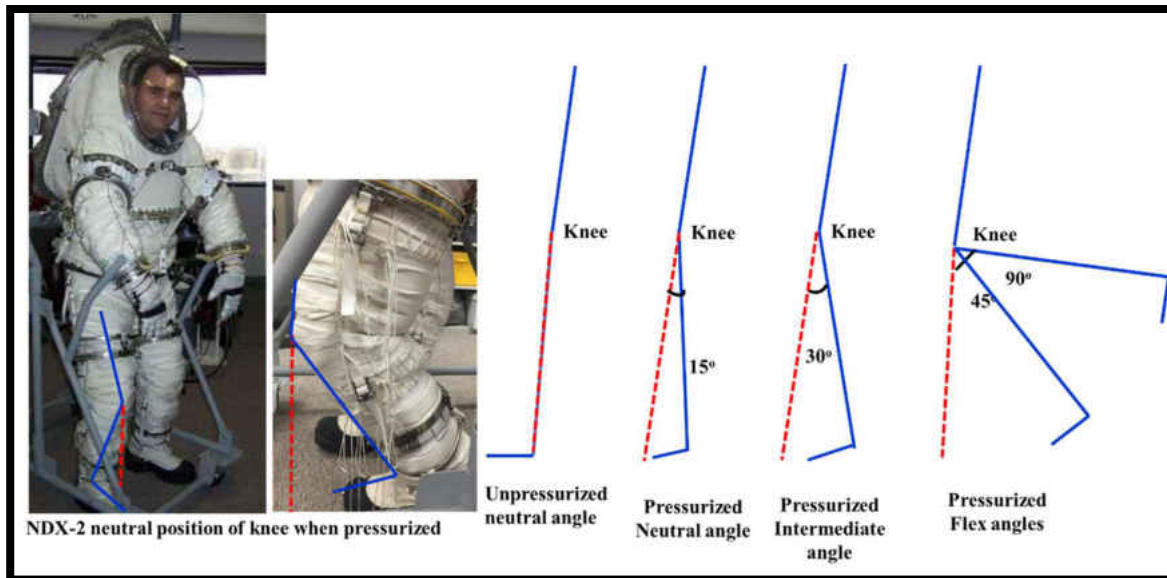 Knee
Knee
Knee
Knee
90º
45º
30º
15º
Unpressurized
neutral angle
Pressurized
Neutral angle
Pressurized
Intermediate
angle
Pressurized
Flex angles
NDX-2 neutral position of knee when pressurized